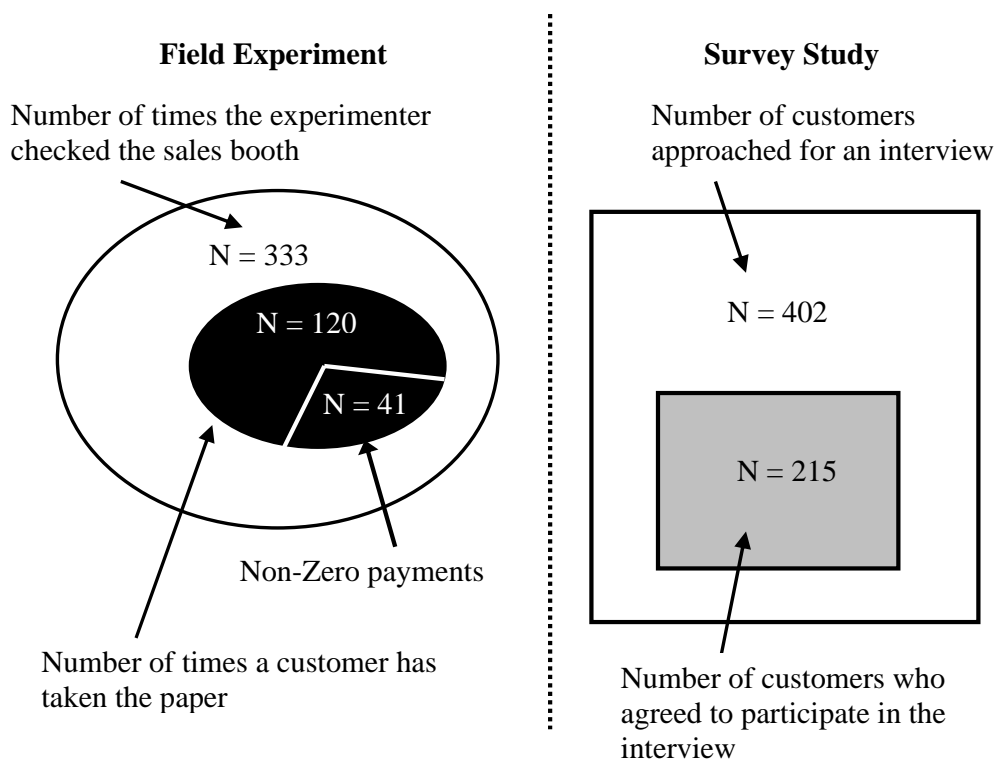 Field Experiment
Number of times the experimenter
checked the sales booth
N = 333
N = 120
N = 41
Non-Zero payments
Number of times a customer has
taken the paper
Survey Study
Number of customers
approached for an interview
N = 402
N = 215
Number of customers who
agreed to participate in the
interview